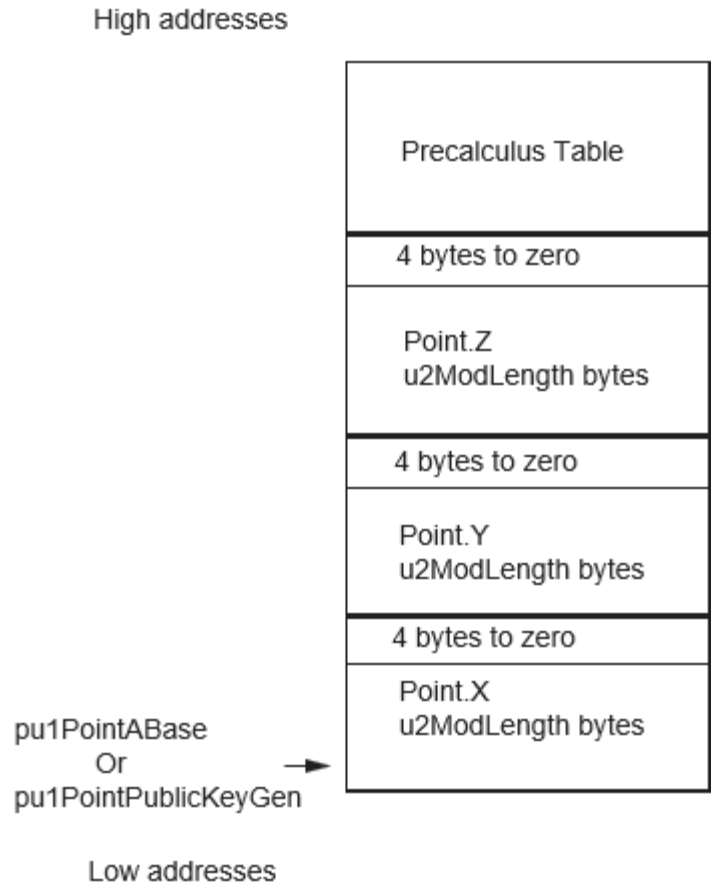 High addresses
Precalculus Table
4 bytes to zero
Point.Z
u2ModLength bytes
4 bytes to zero
Point.Y
u2ModLength bytes
4 bytes to zero
Point.X
u2ModLength bytes
pu1PointABase
Or
pu1PointPublicKeyGen
Low addresses